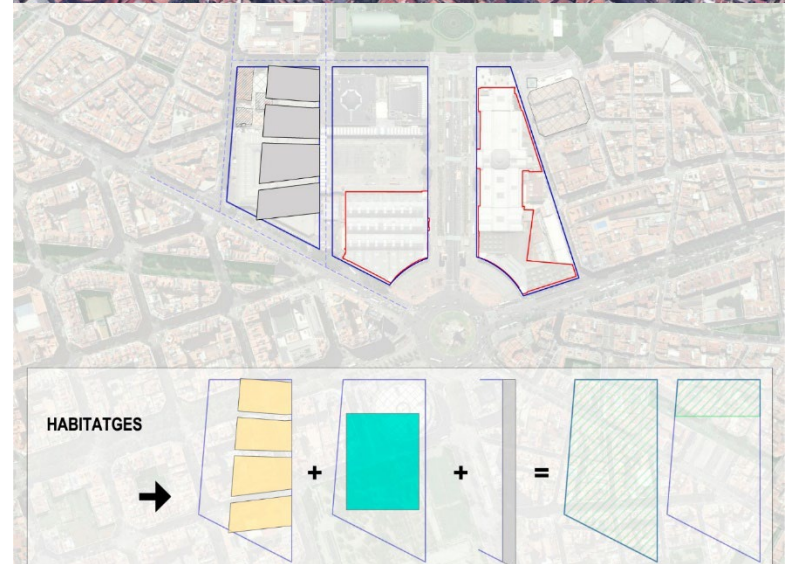 HABITATGES
+
+
=